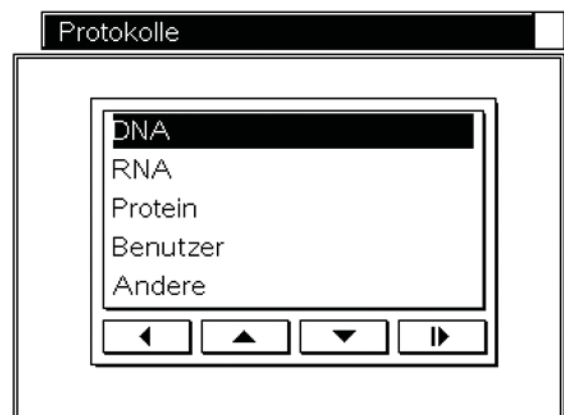 Protokolle
DNA
RNA
Protein
Benutzer
Andere